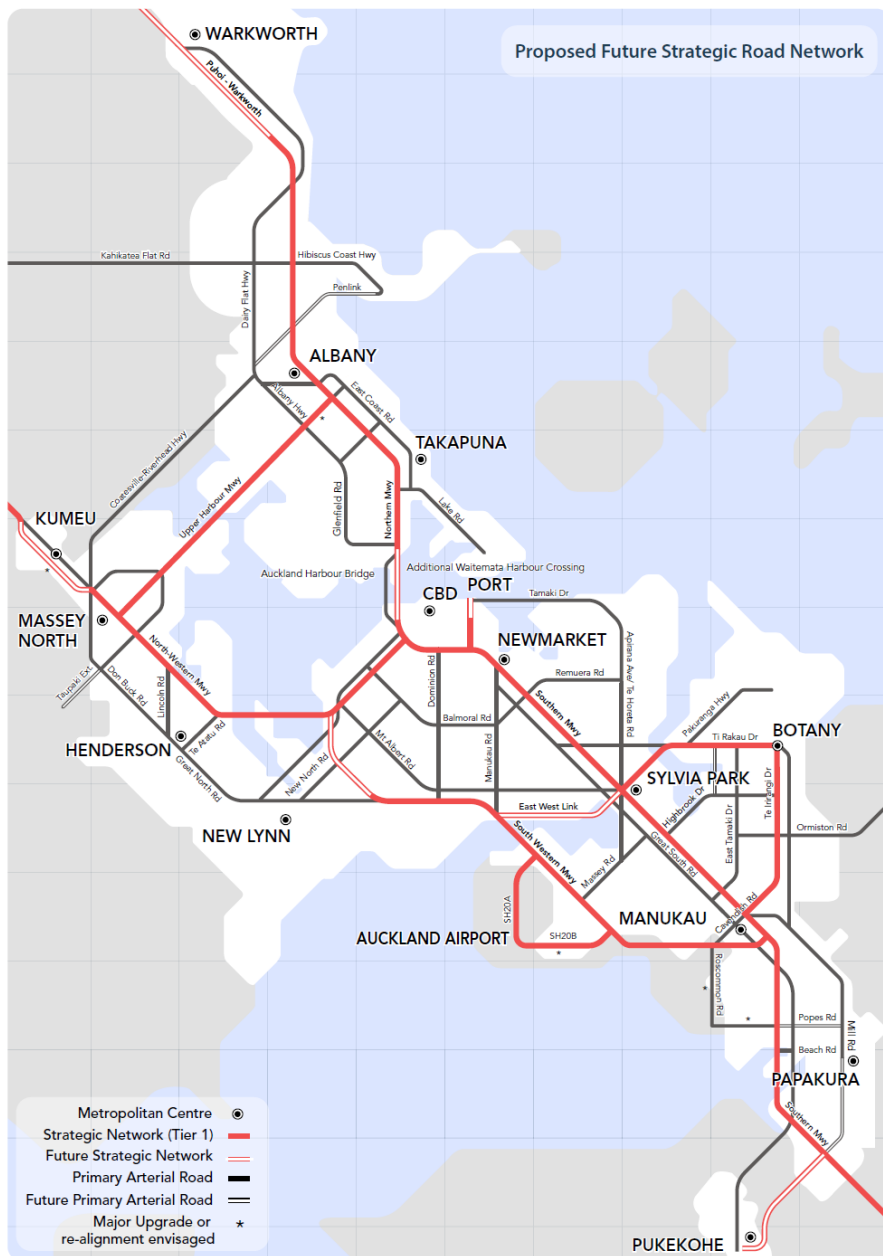 WARKWORTH
Proposed Future Strategic Road Network
Puhoi - Warkworth
Kahikatea Flat Rd
Hibiscus Coast Hwy
Penlink
Dairy Flat Hwy
ALBANY
Albany Hwy
East Coast Rd
*
TAKAPUNA
Coatesville-Riverhead Hwy
Upper Harbour Mwy
Glenfield Rd
Northern Mwy
Lake Rd
KUMEU
*
Auckland Harbour Bridge
Additional Waitemata Harbour Crossing
CBD
PORT
Tamaki Dr
MASSEY
NORTH
North-Western Mwy
NEWMARKET
Apirana Ave/ Te Horeta Rd
Taupaki Ext.
Don Buck Rd
Lincoln Rd
Dominion Rd
Remuera Rd
Southern Mwy
Pakuranga Hwy
Balmoral Rd
HENDERSON
Te Atatu Rd
Mt Albert Rd
Manukau Rd
Ti Rakau Dr
BOTANY
Great North Rd
New North Rd
SYLVIA PARK
Te Irirangi Dr
Highbrook Dr
*
East West Link
NEW LYNN
South Western Mwy
Great South Rd
East Tamaki Dr
Ormiston Rd
Massey Rd
SH20A
MANUKAU
Cavendish Rd
AUCKLAND AIRPORT
SH20B
*
Roscommon Rd
*
*
Popes Rd
Mill Rd
Beach Rd
PAPAKURA
Southern Mwy
Metropolitan Centre
Strategic Network (Tier 1)
Future Strategic Network
Primary Arterial Road
Future Primary Arterial Road
Major Upgrade or *
re-alignment envisaged
PUKEKOHE